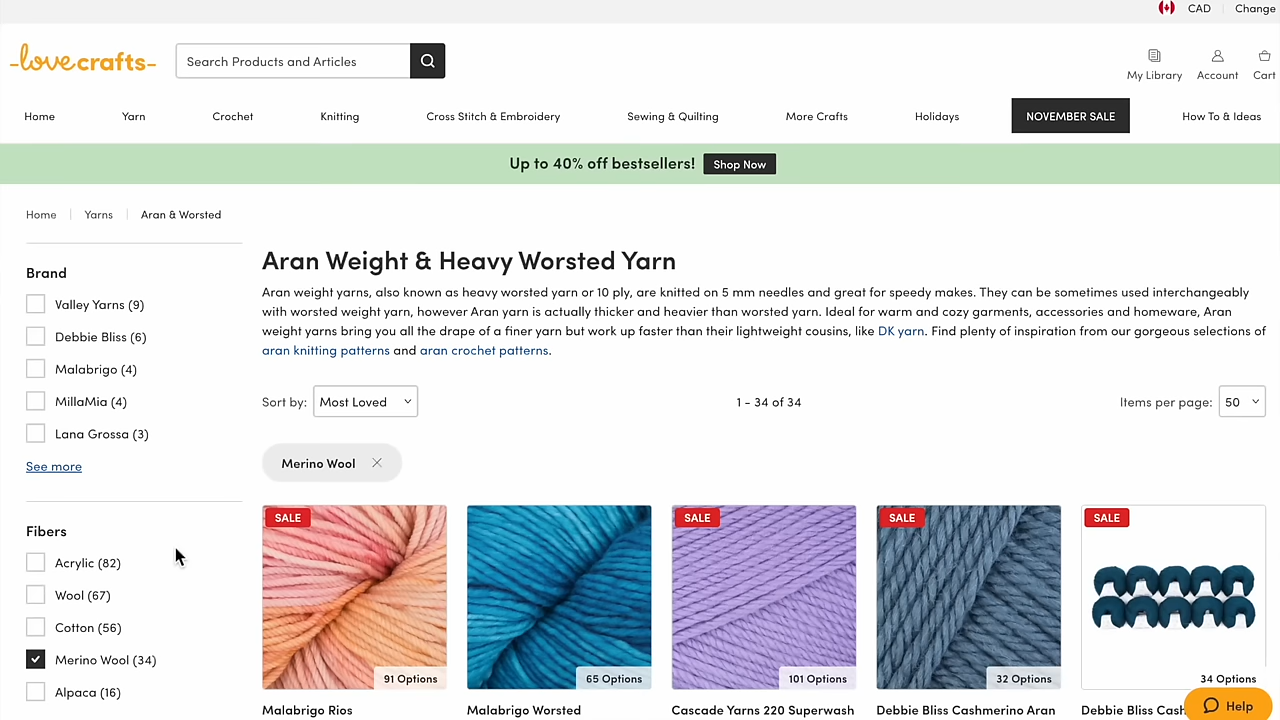 CAD
Change
-lovecrafts-
Search Products and Articles
My Library
Account
Cart
Home
Yarn
Crochet
Knitting
Cross Stitch & Embroidery
Sewing & Quilting
More Crafts
Holidays
NOVEMBER SALE
How To & Ideas
Up to 40% off bestsellers!
Shop Now
Home
Yarns
Aran & Worsted
Brand
Valley Yarns (9)
Debbie Bliss (6)
Malabrigo (4)
MillaMia (4)
Lana Grossa (3)
See more
Fibers
Acrylic (82)
Wool (67)
Cotton (56)
Merino Wool (34)
Alpaca (16)
Aran Weight & Heavy Worsted Yarn
Aran weight yarns, also known as heavy worsted yarn or 10 ply, are knitted on 5 mm needles and great for speedy makes. They can be sometimes used interchangeably
with worsted weight yarn, however Aran yarn is actually thicker and heavier than worsted yarn. Ideal for warm and cozy garments, accessories and homeware, Aran
weight yarns bring you all the drape of a finer yarn but work up faster than their lightweight cousins, like DK yarn. Find plenty of inspiration from our gorgeous selections of
aran knitting patterns and aran crochet patterns.
Sort by:
Most Loved
1 - 34 of 34
Items per page:
50
Merino Wool
SALE
91 Options
Malabrigo Rios
65 Options
Malabrigo Worsted
SALE
101 Options
Cascade Yarns 220 Superwash
SALE
32 Options
Debbie Bliss Cashmerino Aran
SALE
34 Options
Debbie Bliss Cash
Help